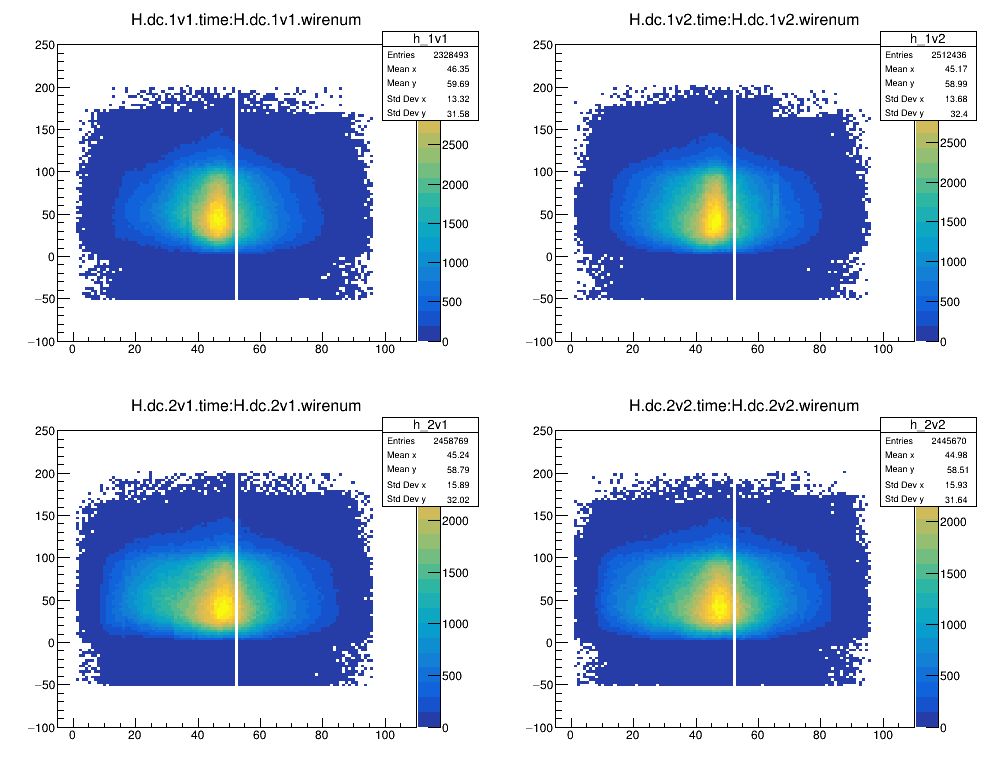 H.dc.1v1.time:H.dc.1v1.wirenum
h_1v1
Entries 2328493
Mean x 46.35
Mean y 59.69
Std Dev x 13.32
Std Dev y 31.58
250
200
150
100
50
0
−50
−100
0 20 40 60 80 100
2500
2000
1500
1000
500
0
H.dc.1v2.time:H.dc.1v2.wirenum
h_1v2
Entries 2512436
Mean x 45.17
Mean y 58.99
Std Dev x 13.68
Std Dev y 32.4
250
200
150
100
50
0
−50
−100
0 20 40 60 80 100
2500
2000
1500
1000
500
0
H.dc.2v1.time:H.dc.2v1.wirenum
h_2v1
Entries 2458769
Mean x 45.24
Mean y 58.79
Std Dev x 15.89
Std Dev y 32.02
250
200
150
100
50
0
−50
−100
0 20 40 60 80 100
2000
1500
1000
500
0
H.dc.2v2.time:H.dc.2v2.wirenum
h_2v2
Entries 2445670
Mean x 44.98
Mean y 58.51
Std Dev x 15.93
Std Dev y 31.64
250
200
150
100
50
0
−50
−100
0 20 40 60 80 100
2000
1500
1000
500
0